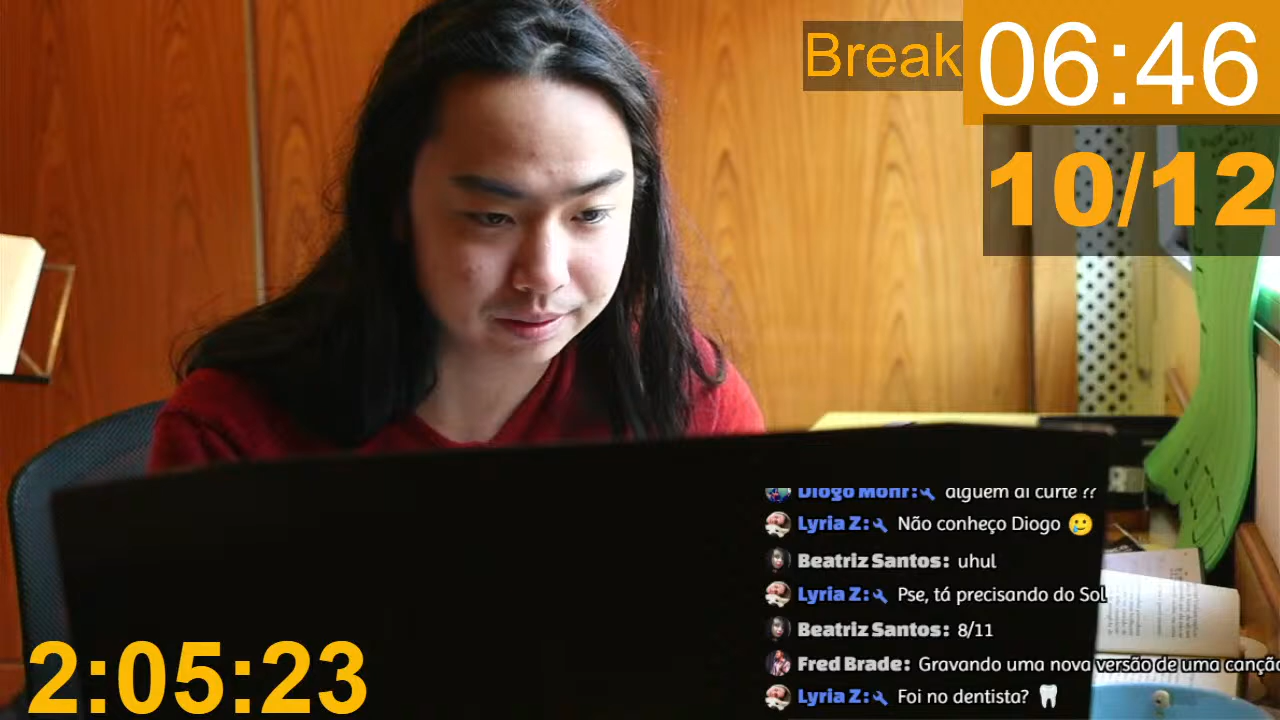 Break 06:46
10/12
Diogo Mohr: alguém ai curte ??
Lyria Z: Não conheço Diogo 🥲
Beatriz Santos: uhul
Lyria Z: Pse, tá precisando do Sol
Beatriz Santos: 8/11
Fred Brade: Gravando uma nova versão de uma canção
Lyria Z: Foi no dentista? 🦷
2:05:23